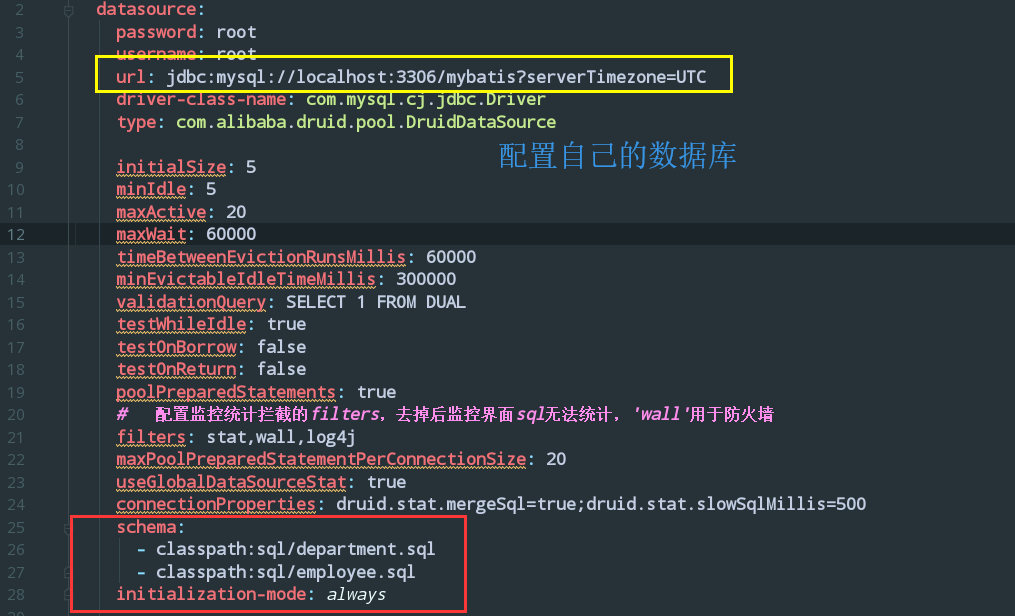 2 datasource:
3 password: root
4 username: root
5 url: jdbc:mysql://localhost:3306/mybatis?serverTimezone=UTC
6 driver-class-name: com.mysql.cj.jdbc.Driver
7 type: com.alibaba.druid.pool.DruidDataSource
8
配置自己的数据库
9 initialSize: 5
10 minIdle: 5
11 maxActive: 20
12 maxWait: 60000
13 timeBetweenEvictionRunsMillis: 60000
14 minEvictableIdleTimeMillis: 300000
15 validationQuery: SELECT 1 FROM DUAL
16 testWhileIdle: true
17 testOnBorrow: false
18 testOnReturn: false
19 poolPreparedStatements: true
20 # 配置监控统计拦截的filters，去掉后监控界面sql无法统计，'wall'用于防火墙
21 filters: stat,wall,log4j
22 maxPoolPreparedStatementPerConnectionSize: 20
23 useGlobalDataSourceStat: true
24 connectionProperties: druid.stat.mergeSql=true;druid.stat.slowSqlMillis=500
25 schema:
26 - classpath:sql/department.sql
27 - classpath:sql/employee.sql
28 initialization-mode: always